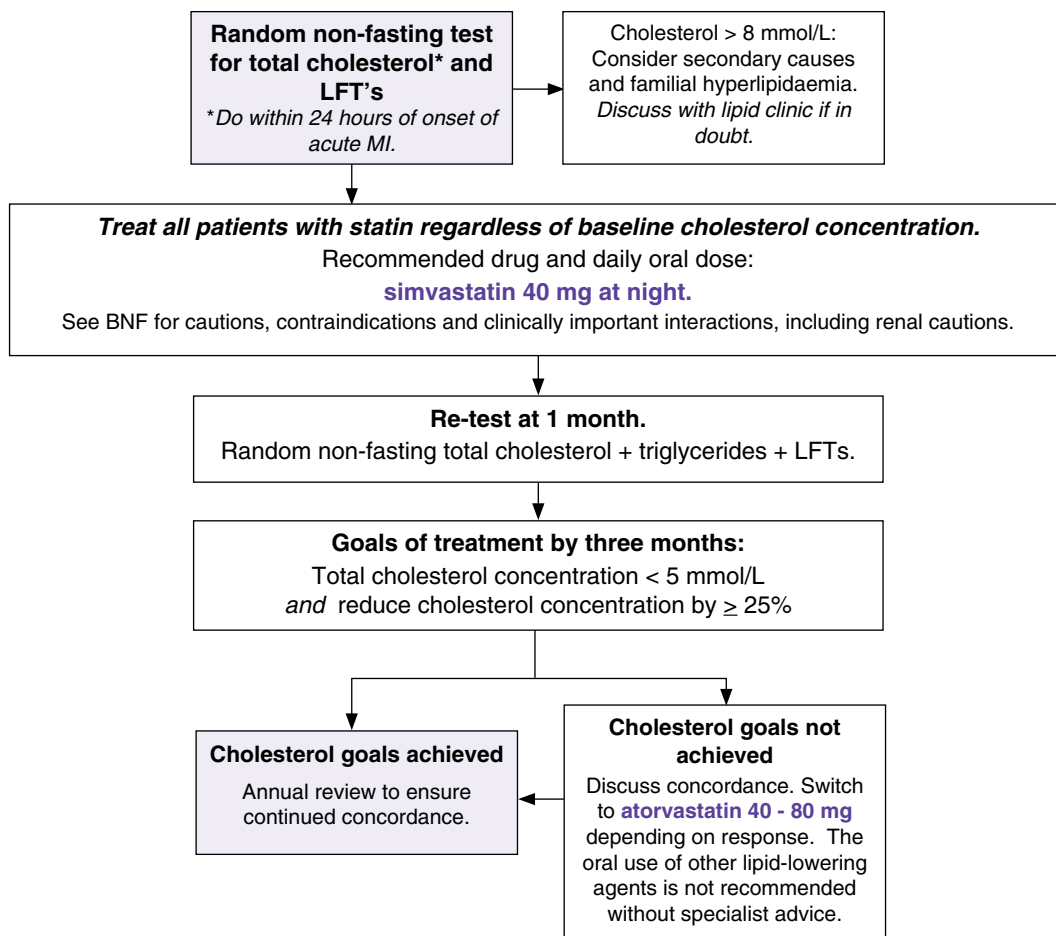 Random non-fasting test
for total cholesterol* and
LFT's
*Do within 24 hours of onset of
acute MI.
Cholesterol > 8 mmol/L:
Consider secondary causes
and familial hyperlipidaemia.
Discuss with lipid clinic if in
doubt.
Treat all patients with statin regardless of baseline cholesterol concentration.
Recommended drug and daily oral dose:
simvastatin 40 mg at night.
See BNF for cautions, contraindications and clinically important interactions, including renal cautions.
Re-test at 1 month.
Random non-fasting total cholesterol + triglycerides + LFTs.
Goals of treatment by three months:
Total cholesterol concentration < 5 mmol/L
and reduce cholesterol concentration by ≥ 25%
Cholesterol goals achieved
Annual review to ensure
continued concordance.
Cholesterol goals not
achieved
Discuss concordance. Switch
to atorvastatin 40 - 80 mg
depending on response. The
oral use of other lipid-lowering
agents is not recommended
without specialist advice.